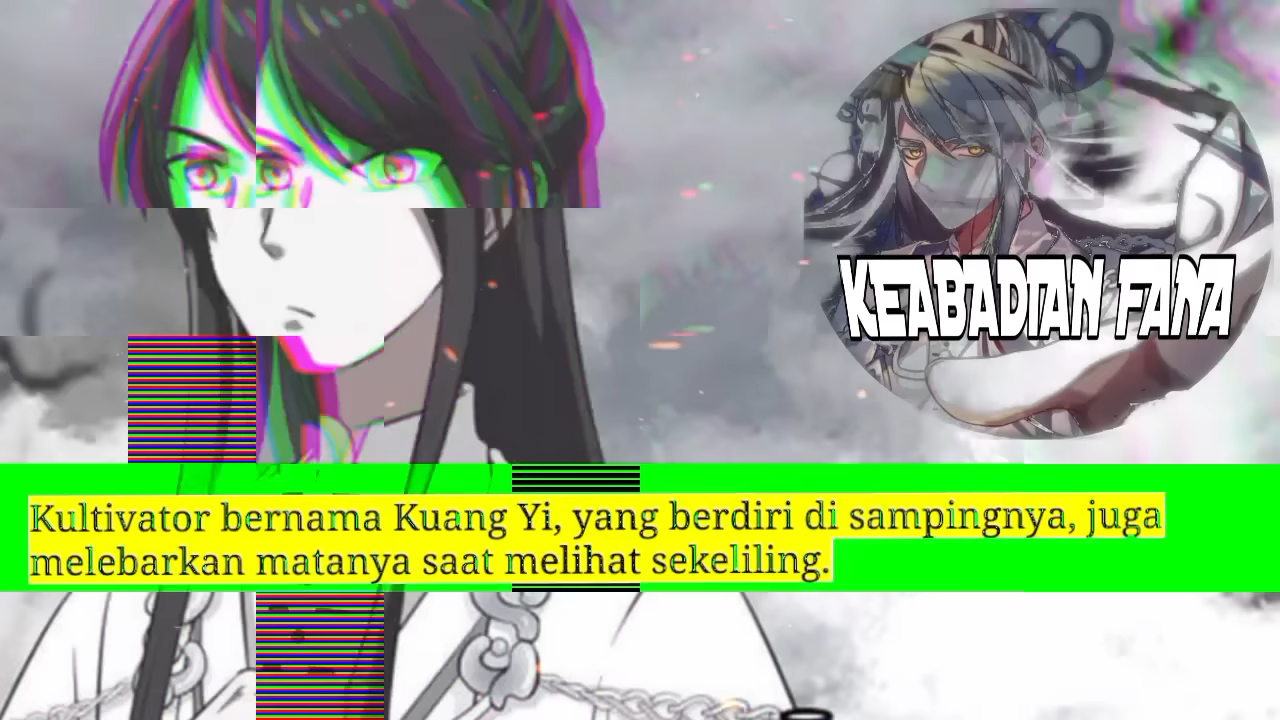 KEABADIAN FANA
Kultivator bernama Kuang Yi, yang berdiri di sampingnya, juga
melebarkan matanya saat melihat sekeliling.